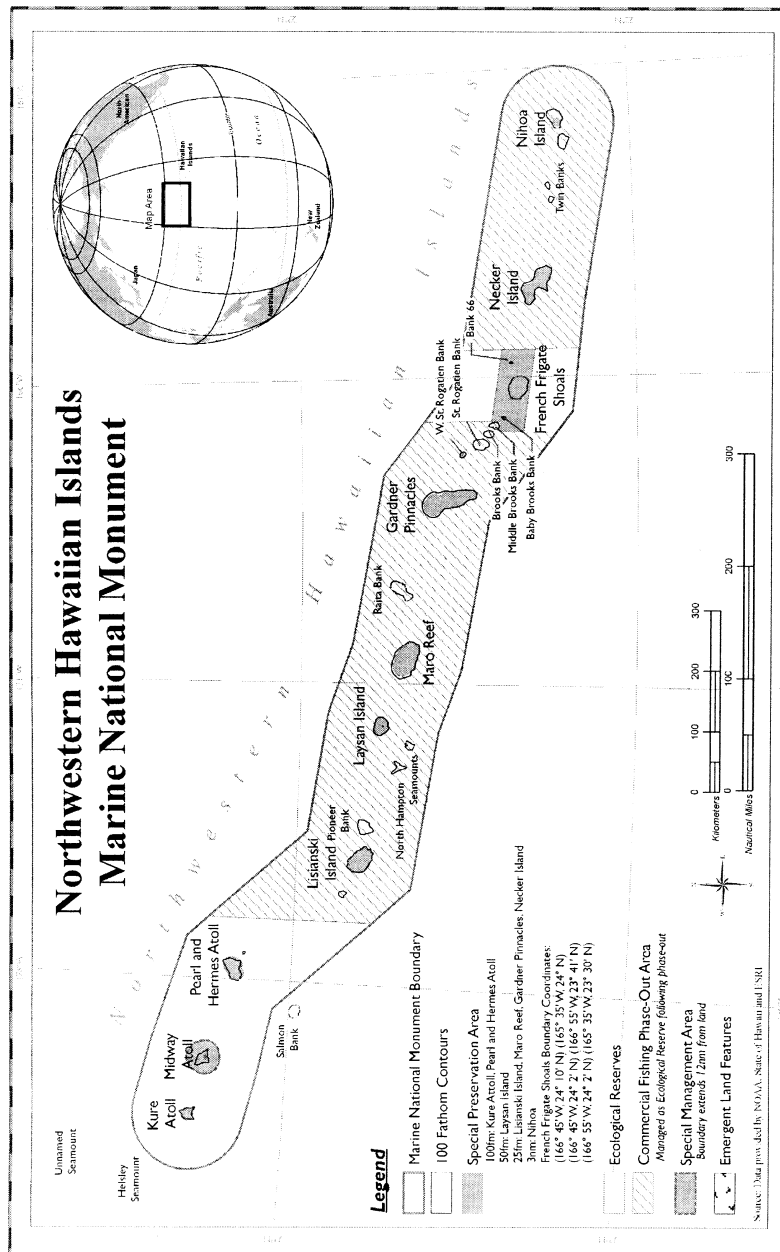 Northwestern Hawaiian Islands
Marine National Monument
Map Area
North
American
Hawaiian
Islands
Japan
Pacific
Ocean
Australia
New
Zealand
Northwestern Hawaiian Islands
Unnamed
Seamount
Helsley
Seamount
Kure
Atoll
Midway
Atoll
Pearl and
Hermes Atoll
Salmon
Bank
Lisianski
Island
Pioneer
Bank
North Hampton
Seamounts
Laysan Island
Maro Reef
Raita Bank
Gardner
Pinnacles
W. St. Rogatien Bank
St. Rogatien Bank
Bank 66
Brooks Bank
Middle Brooks Bank
Baby Brooks Bank
French Frigate
Shoals
Necker
Island
Twin Banks
Nihoa
Island
Legend
Marine National Monument Boundary
100 Fathom Contours
Special Preservation Area
100fm: Kure Attoll, Pearl and Hermes Atoll
50fm: Laysan Island
25fm: Lisianski Island, Maro Reef, Gardner Pinnacles, Necker Island
3nm: Nihoa
French Frigate Shoals Boundary Coordinates:
(166° 45' W, 24° 10' N) (165° 35' W, 24° N)
(166° 45' W, 24° 2' N) (166° 55' W, 23° 41' N)
(166° 55' W, 24° 2' N) (165° 35' W, 23° 30' N)
Ecological Reserves
Commercial Fishing Phase-Out Area
Managed as Ecological Reserve following phase-out
Special Management Area
Boundary extends 12nm from land
Emergent Land Features
0 100 200 300
Kilometers
0 100 200 300
Nautical Miles
Source: Data provided by NOAA, State of Hawaii and ESRI